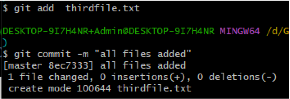 $ git add  thirdfile.txt
DESKTOP-9I7H4NR+Admin@DESKTOP-9I7H4NR MINGW64 /d/G
)
$ git commit -m "all files added"
[master 8ec7333] all files added
1 file changed, 0 insertions(+), 0 deletions(-)
create mode 100644 thirdfile.txt